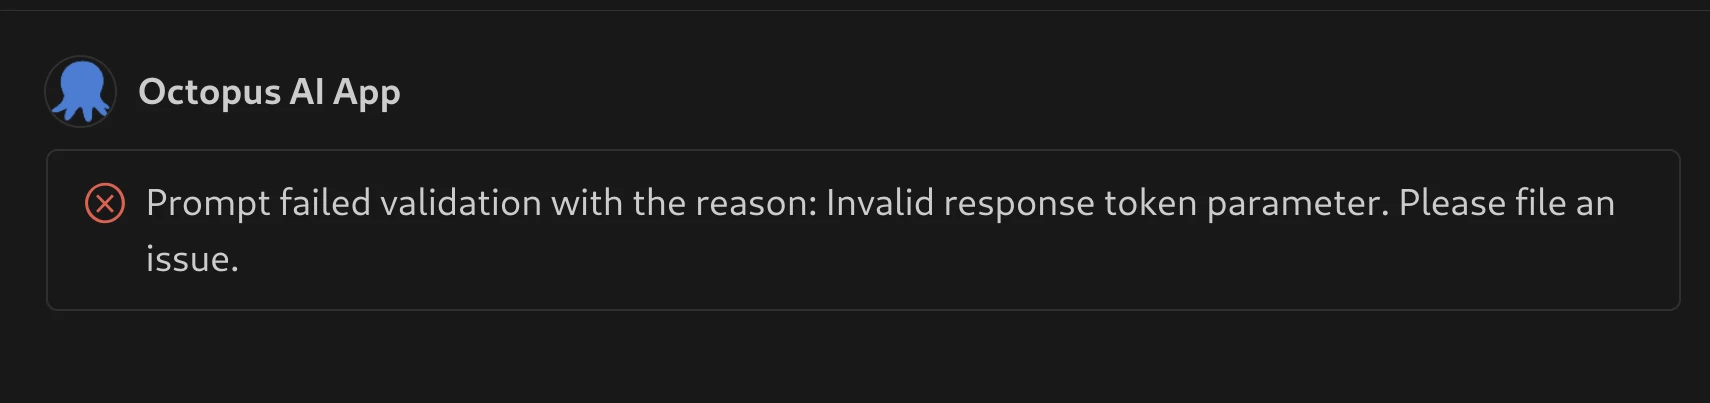 Octopus AI App
Prompt failed validation with the reason: Invalid response token parameter. Please file an
issue.